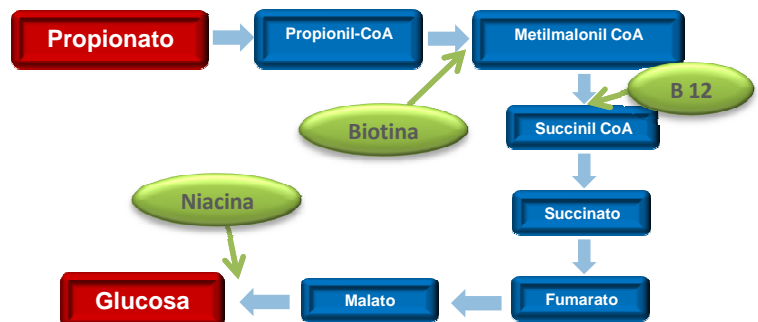 Propionato
Propionil-CoA
Metilmalonil CoA
B 12
Biotina
Succinil CoA
Niacina
Succinato
Glucosa
Malato
Fumarato